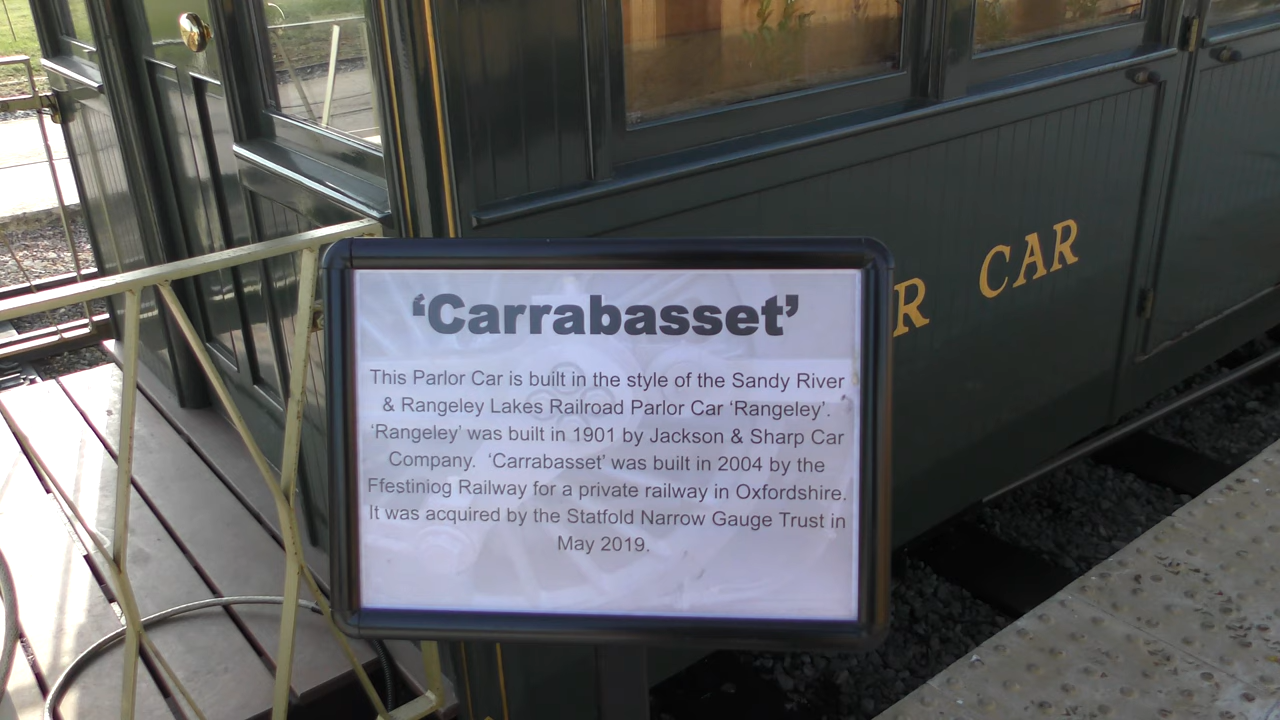 ‘Carrabasset’
This Parlor Car is built in the style of the Sandy River
& Rangeley Lakes Railroad Parlor Car ‘Rangeley’.
‘Rangeley’ was built in 1901 by Jackson & Sharp Car
Company.  ‘Carrabasset’ was built in 2004 by the
Ffestiniog Railway for a private railway in Oxfordshire.
It was acquired by the Statfold Narrow Gauge Trust in
May 2019.
R CAR